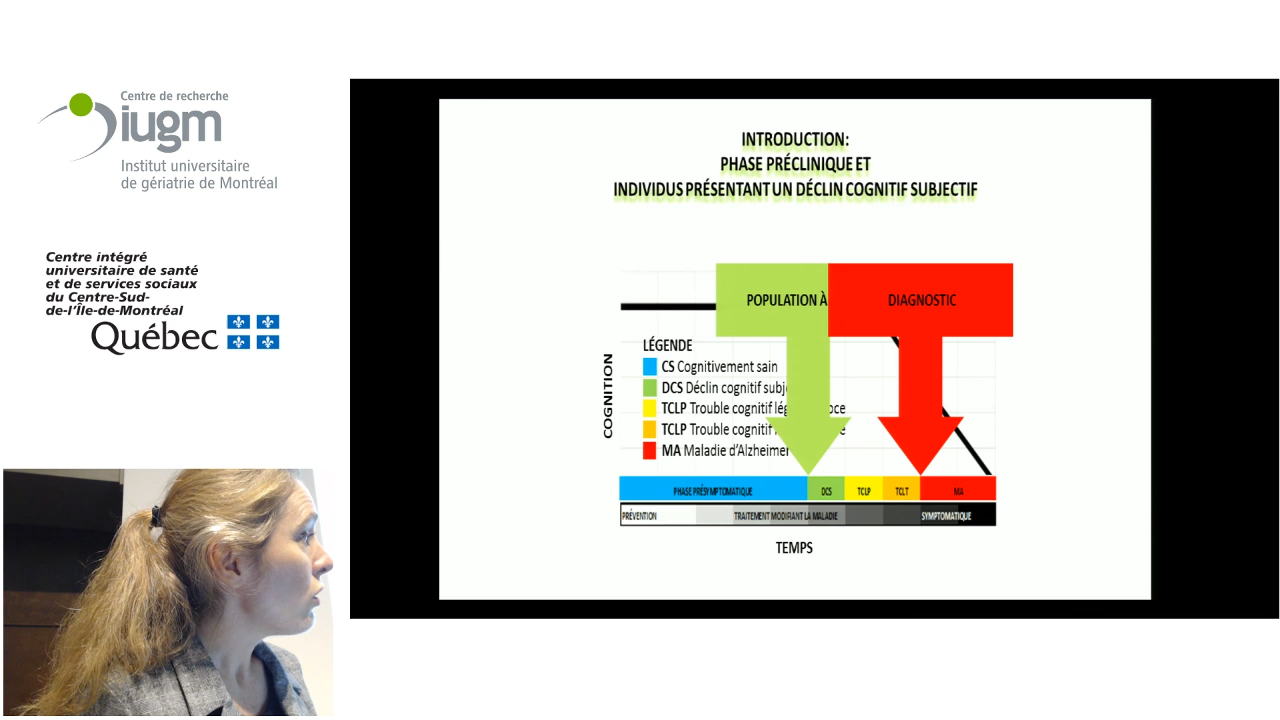 Centre de recherche
iugm
Institut universitaire
de gériatrie de Montréal
Centre intégré
universitaire de santé
et de services sociaux
du Centre-Sud-
de-l'Île-de-Montréal
Québec
INTRODUCTION:
PHASE PRÉCLINIQUE ET
INDIVIDUS PRÉSENTANT UN DÉCLIN COGNITIF SUBJECTIF
POPULATION À
DIAGNOSTIC
COGNITION
LÉGENDE
CS Cognitivement sain
DCS Déclin cognitif subj
TCLP Trouble cognitif
TCLP Trouble cognitif
MA Maladie d'Alzheimer
PHASE PRÉSYMPTOMATIQUE
DCS
TCLP
TCLT
MA
PRÉVENTION
TRAITEMENT MODIFIANT LA MALADIE
SYMPTOMATIQUE
TEMPS